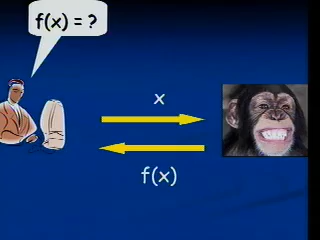 f(x) = ?
x
f(x)